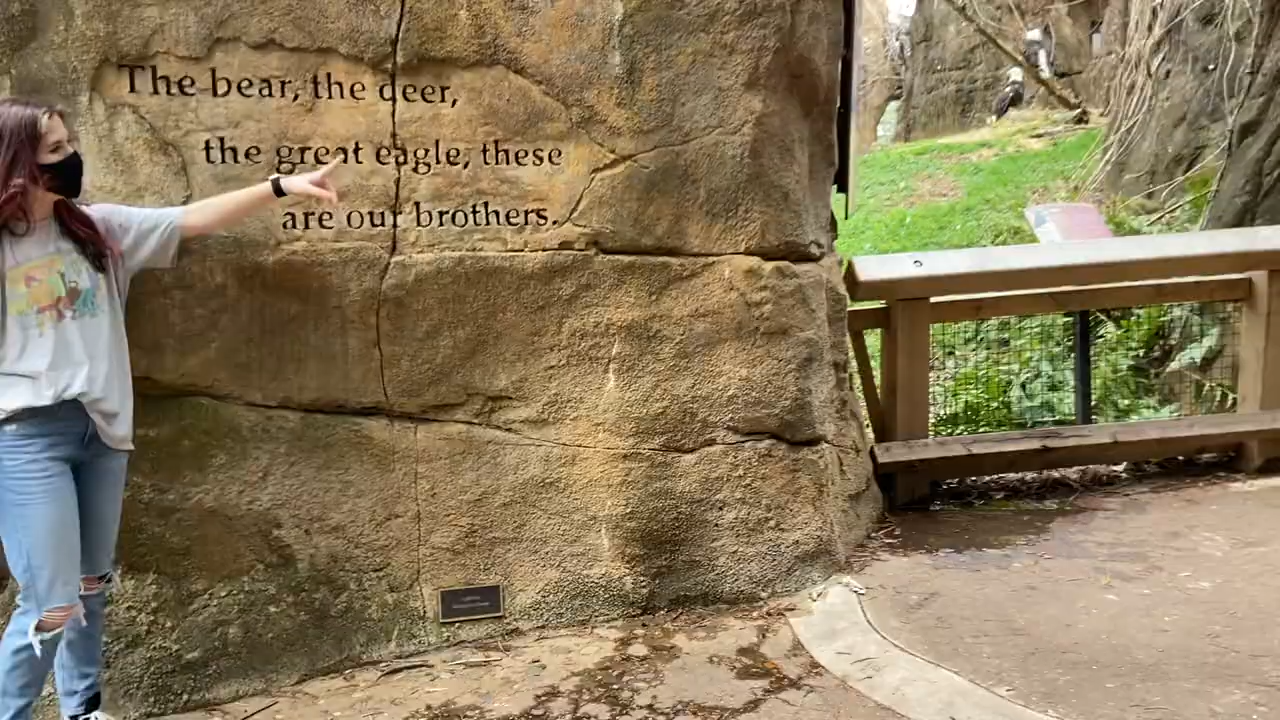 The bear, the deer,
the great eagle, these
are our brothers.